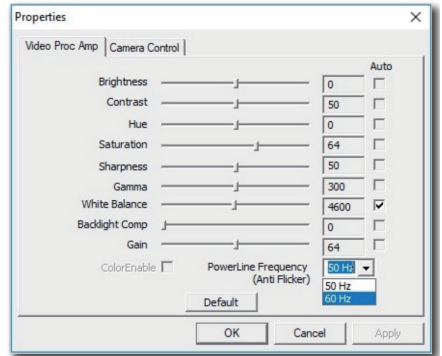 Properties
Video Proc Amp Camera Control
Auto
Brightness 0
Contrast 50
Hue 0
Saturation 64
Sharpness 50
Gamma 300
White Balance 4600
Backlight Comp 0
Gain 64
ColorEnable PowerLine Frequency 50 Hz
(Anti Flicker)
50 Hz
60 Hz
Default
OK Cancel Apply